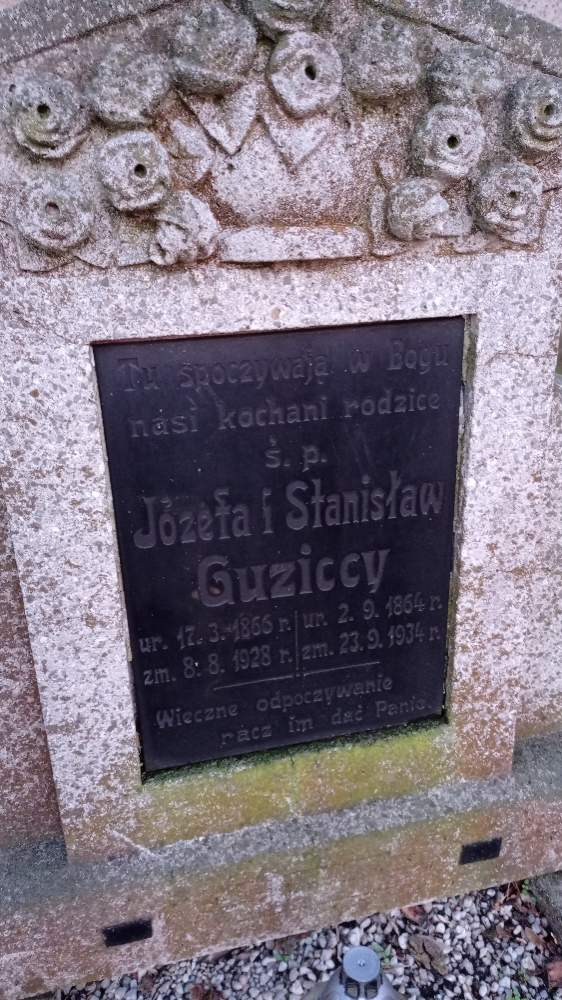 Tu spoczywają w Bogu
nasi kochani rodzice
ś. p.
Józefa i Stanisław
Guziccy
ur. 17. 3. 1866 r. ur. 2. 9. 1864 r.
zm. 8. 8. 1928 r. zm. 23. 9. 1934 r.
Wieczne odpoczywanie
racz im dać Panie.